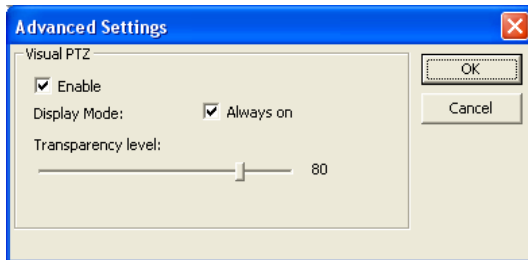 Advanced Settings
Visual PTZ
Enable
Display Mode: Always on
Transparency level:
80
OK
Cancel